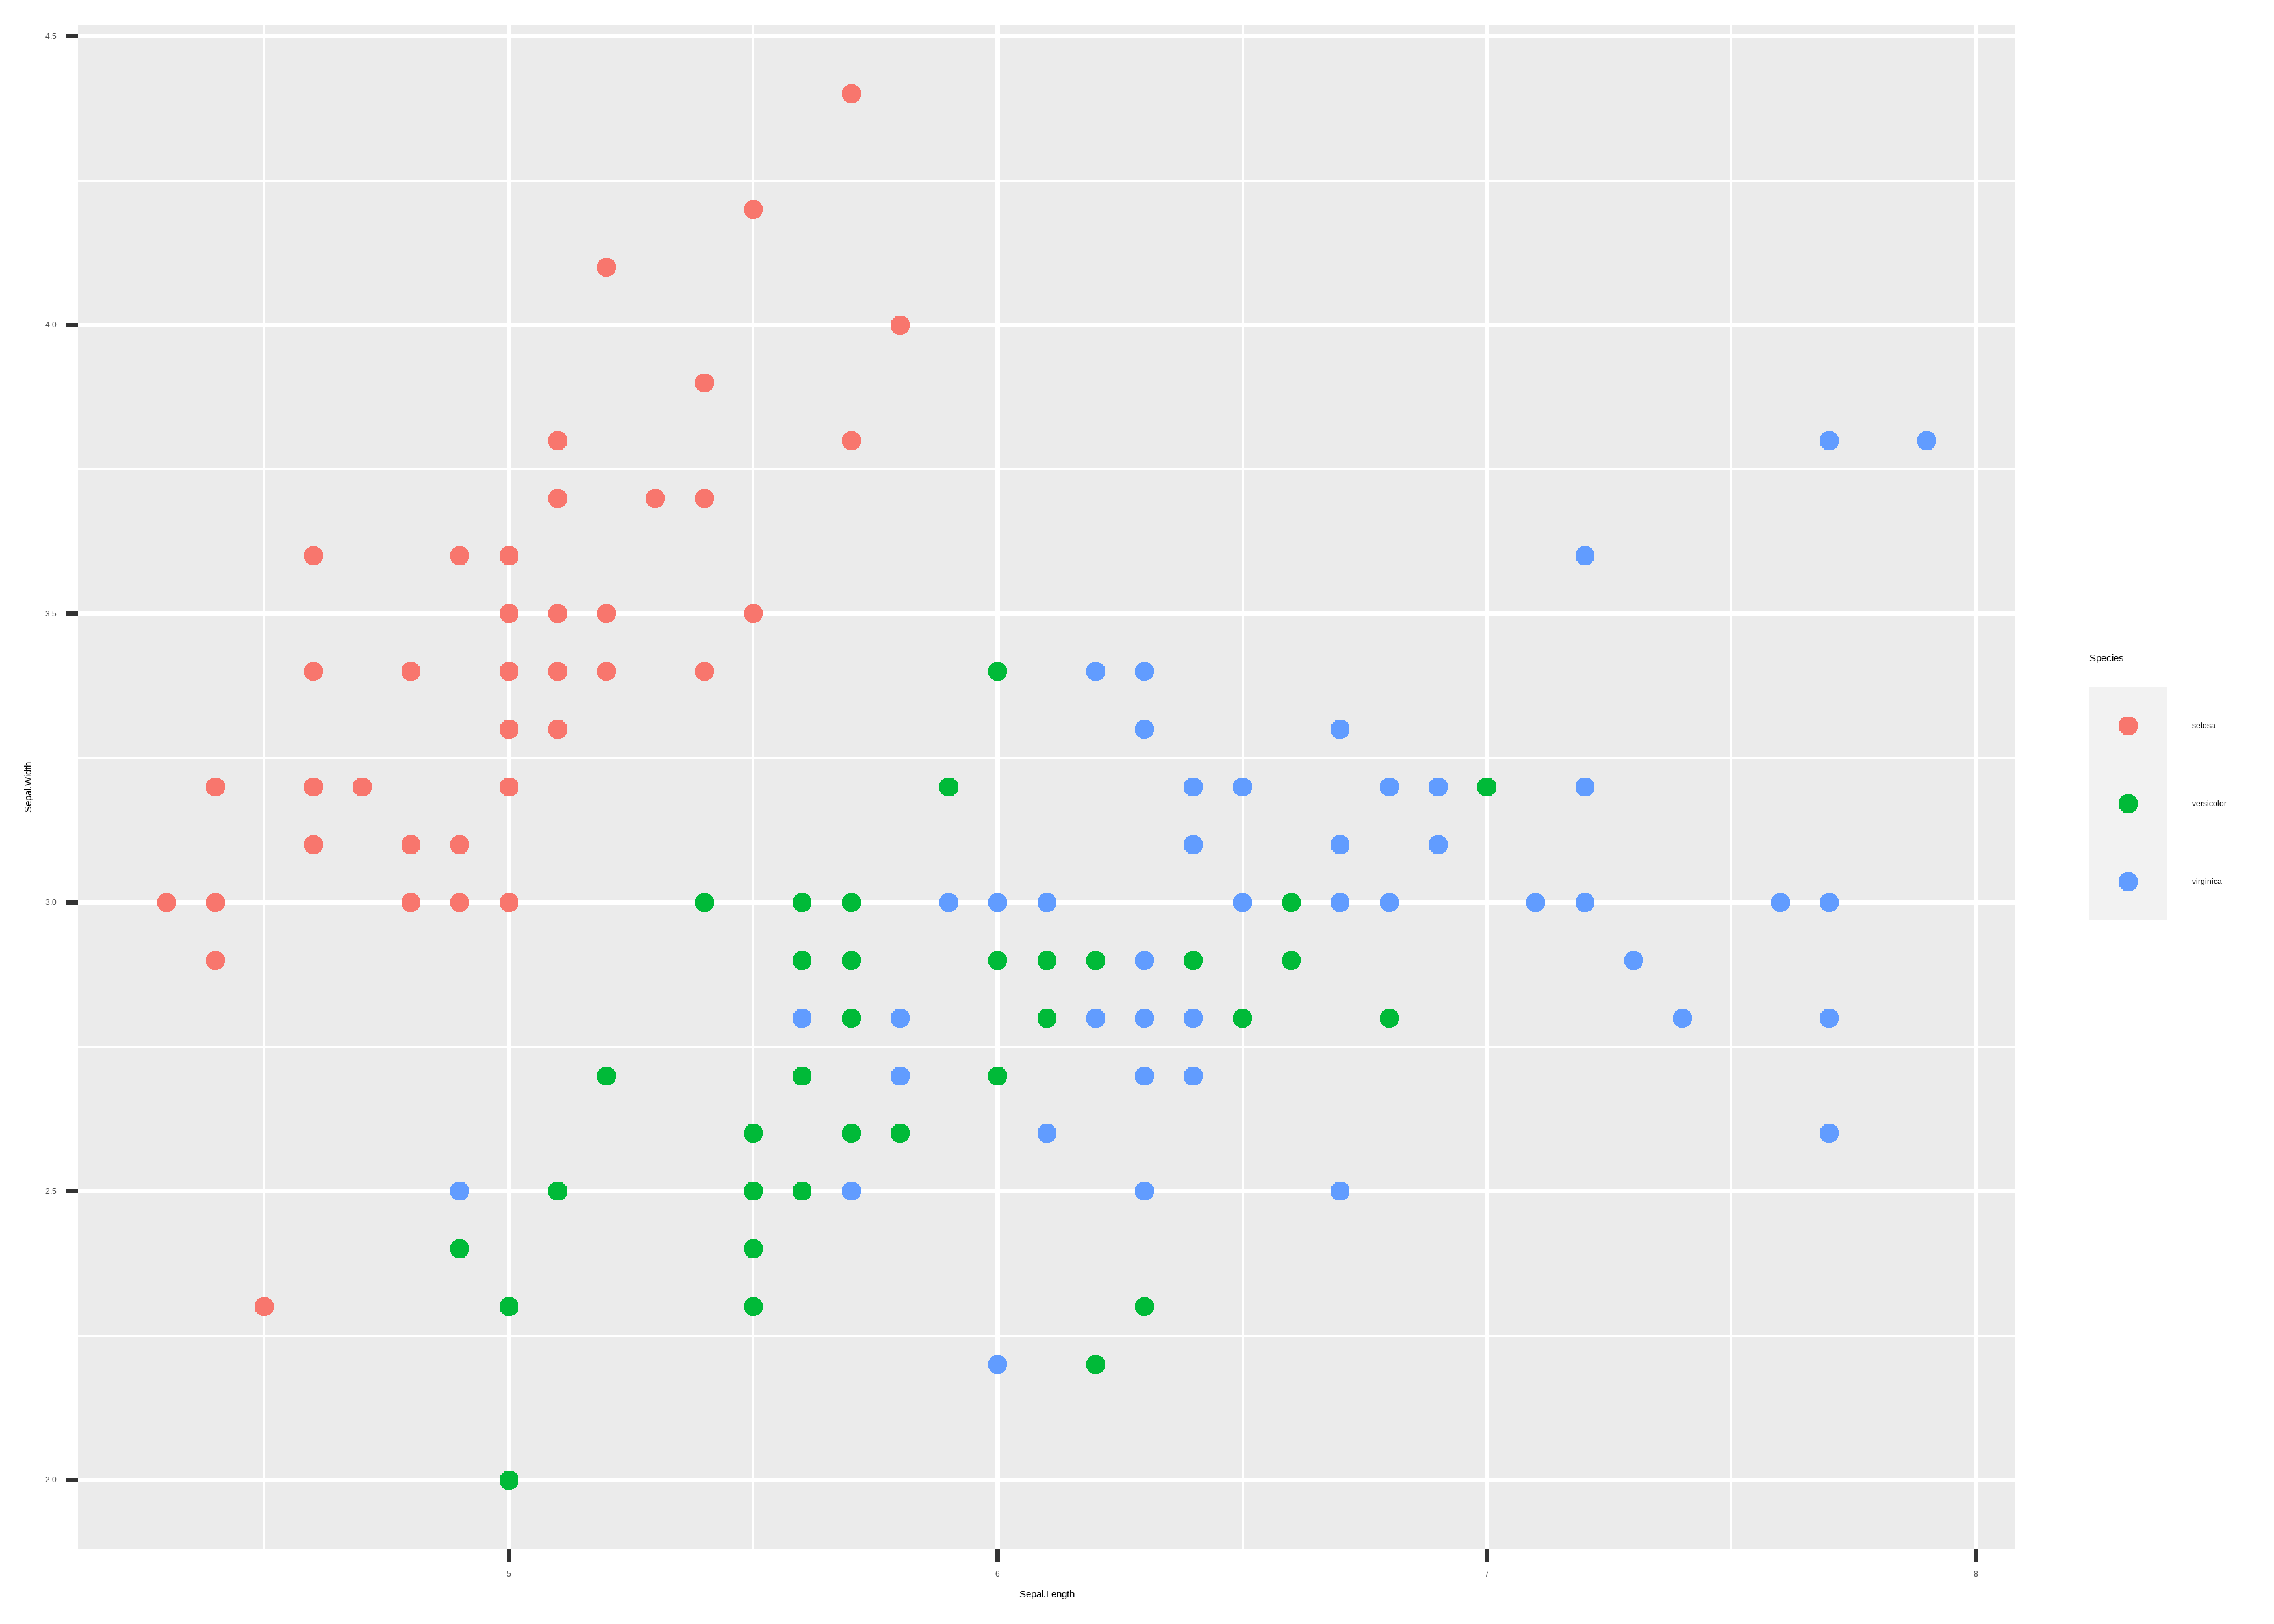 4.5
4.0
3.5
3.0
2.5
2.0
Sepal.Width
5 6 7 8
Sepal.Length
Species
setosa
versicolor
virginica